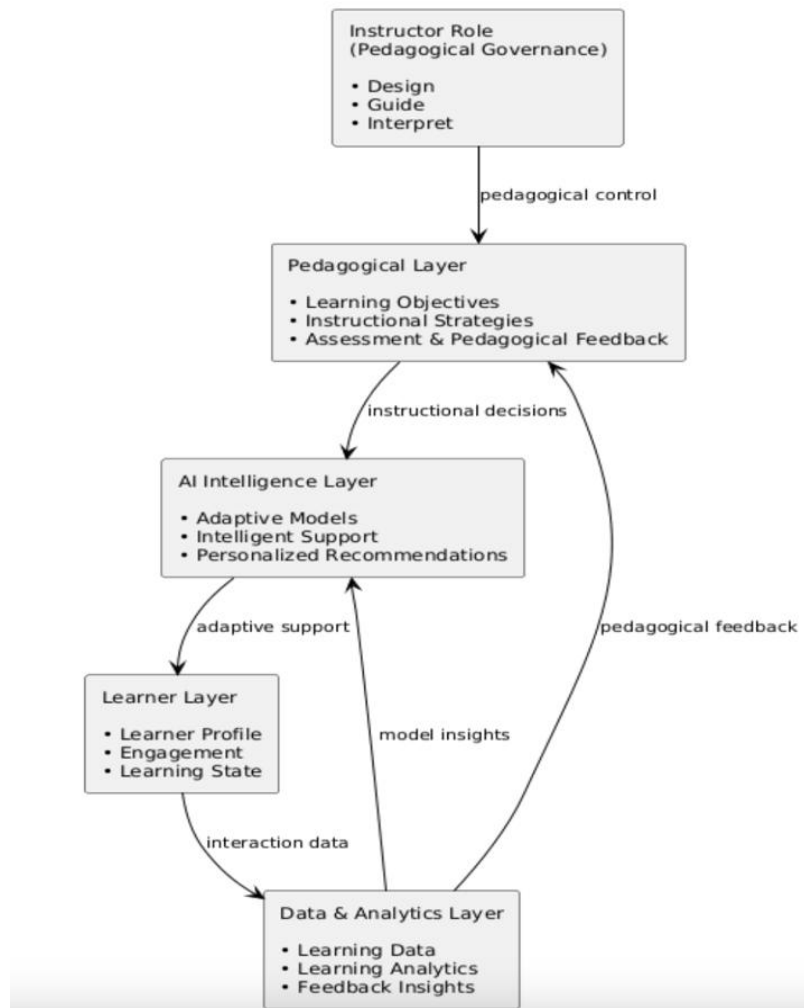 Instructor Role
(Pedagogical Governance)
• Design
• Guide
• Interpret
pedagogical control
Pedagogical Layer
• Learning Objectives
• Instructional Strategies
• Assessment & Pedagogical Feedback
instructional decisions
AI Intelligence Layer
• Adaptive Models
• Intelligent Support
• Personalized Recommendations
adaptive support
pedagogical feedback
Learner Layer
• Learner Profile
• Engagement
• Learning State
model insights
interaction data
Data & Analytics Layer
• Learning Data
• Learning Analytics
• Feedback Insights